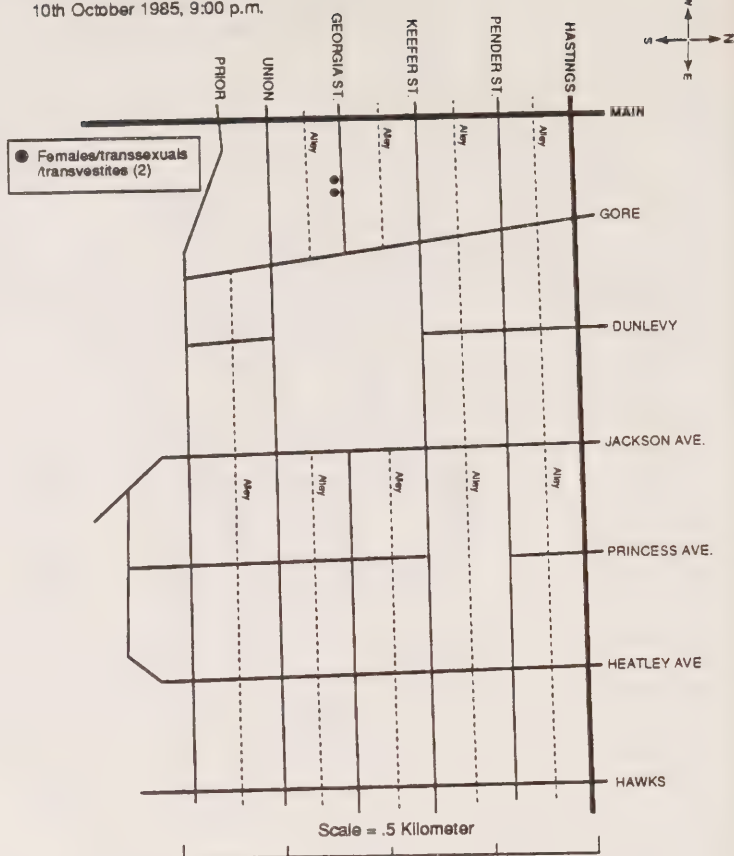 10th October 1985, 9:00 p.m.
PRIOR
UNION
GEORGIA ST.
KEEFER ST.
PENDER ST.
HASTINGS
W
S
N
E
MAIN
Females/transsexuals
/transvestites (2)
Alley
Alley
Alley
Alley
GORE
DUNLEVY
JACKSON AVE.
Alley
Alley
Alley
Alley
Alley
PRINCESS AVE.
HEATLEY AVE
HAWKS
Scale = .5 Kilometer